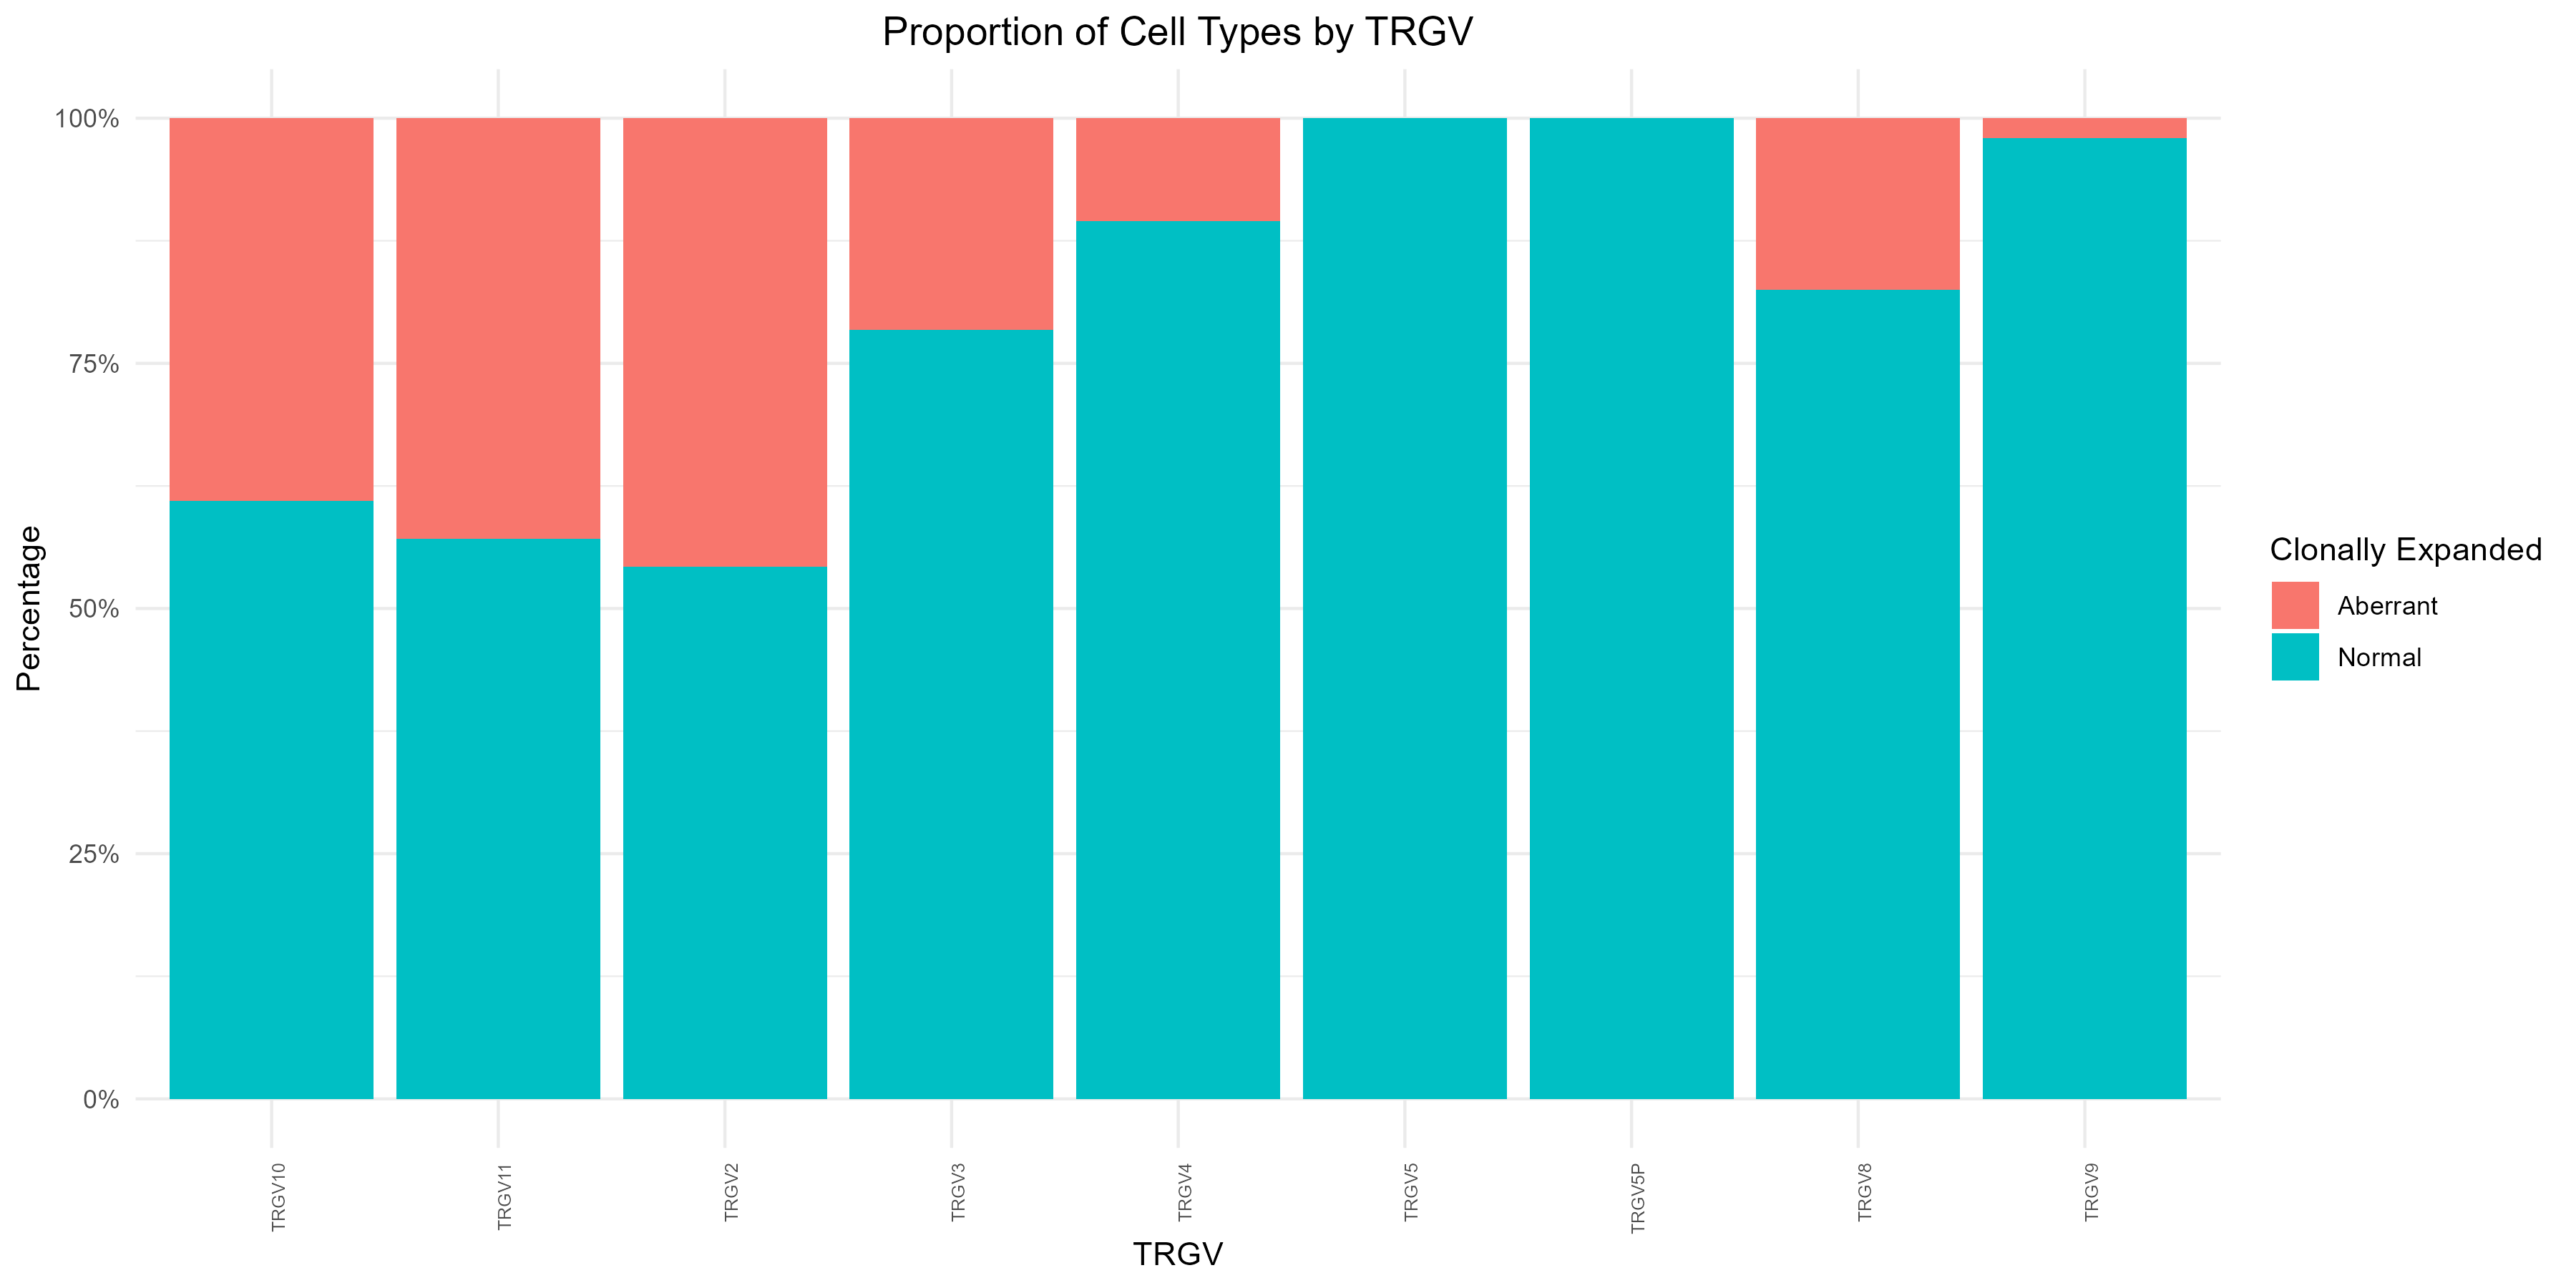 Proportion of Cell Types by TRGV
100%
75%
50%
25%
0%
Percentage
TRGV10
TRGV11
TRGV2
TRGV3
TRGV4
TRGV5
TRGV5P
TRGV8
TRGV9
TRGV
Clonally Expanded
Aberrant
Normal